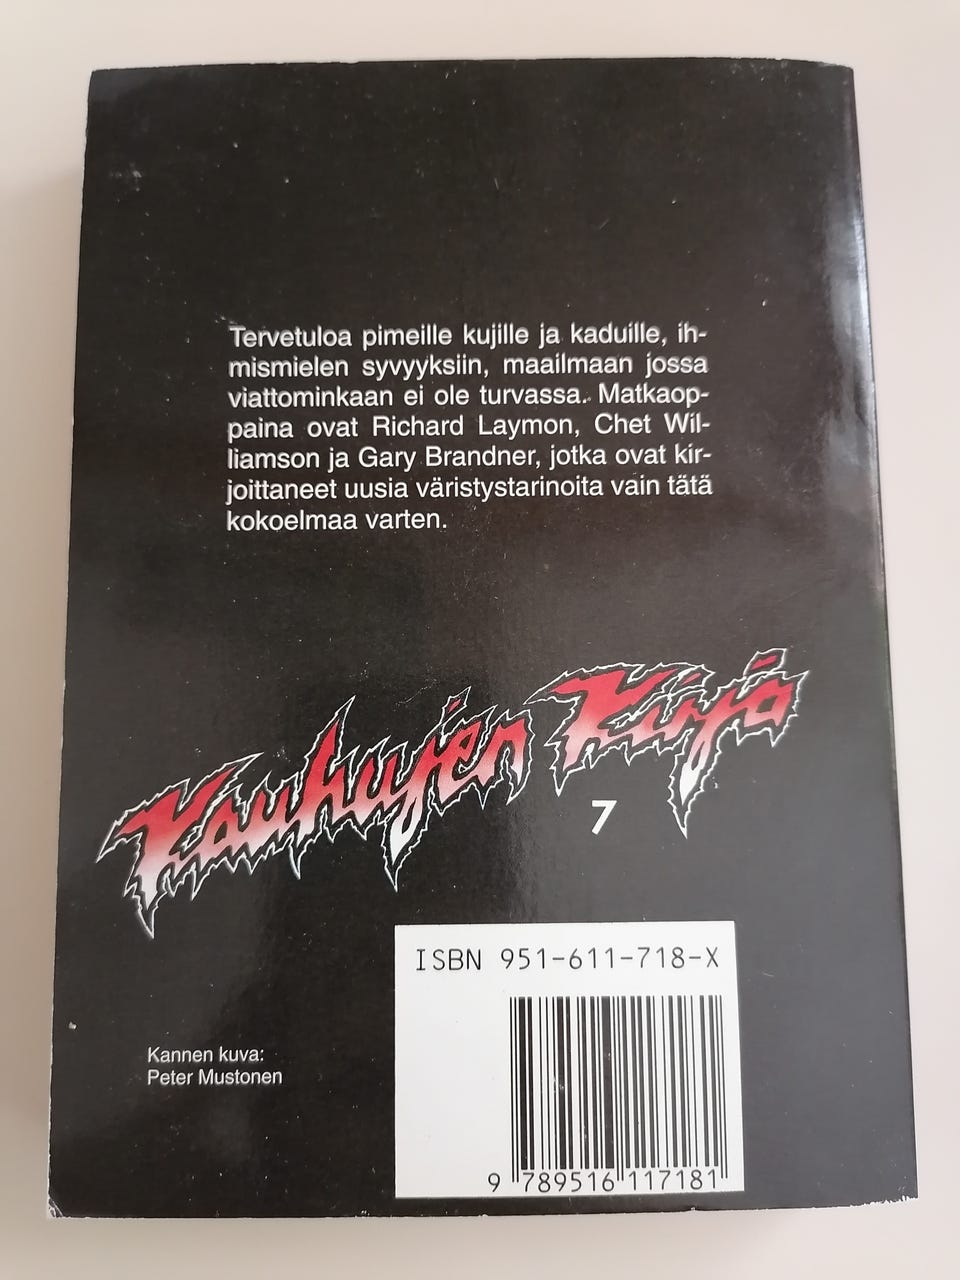 Tervetuloa pimeille kujille ja kaduille, ih-
mismielen syvyyksiin, maailmaan jossa
viattominkaan ei ole turvassa. Matkaop-
paina ovat Richard Laymon, Chet Wil-
liamson ja Gary Brandner, jotka ovat kir-
joittaneet uusia väristystarinoita vain tätä
kokoelmaa varten.
Kauhujen Kirja
7
ISBN 951-611-718-X
Kannen kuva:
Peter Mustonen
9 789516 117181